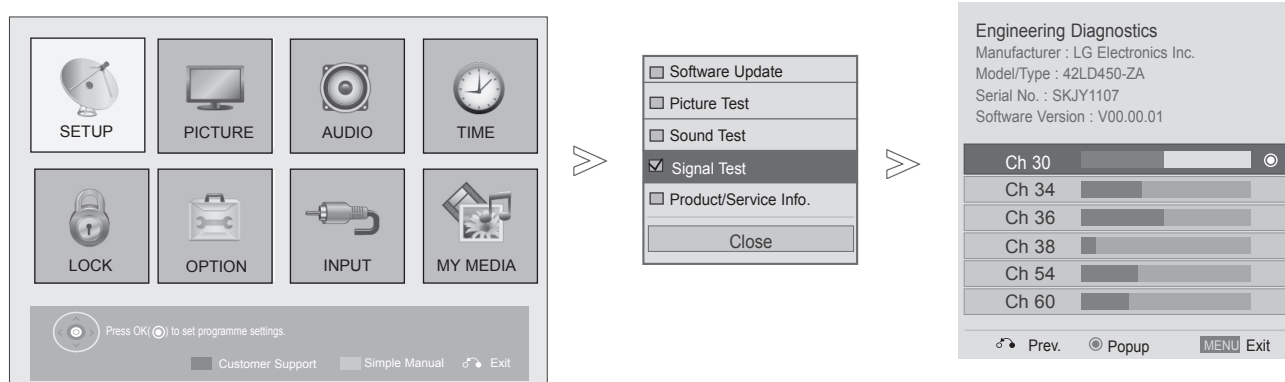 SETUP
PICTURE
AUDIO
TIME
LOCK
OPTION
INPUT
MY MEDIA
Press OK( ) to set programme settings.
Customer Support
Simple Manual
Exit
Software Update
Picture Test
Sound Test
Signal Test
Product/Service Info.
Close
Engineering Diagnostics
Manufacturer : LG Electronics Inc.
Model/Type : 42LD450-ZA
Serial No. : SKJY1107
Software Version : V00.00.01
Ch 30
Ch 34
Ch 36
Ch 38
Ch 54
Ch 60
Prev.
Popup
MENU Exit